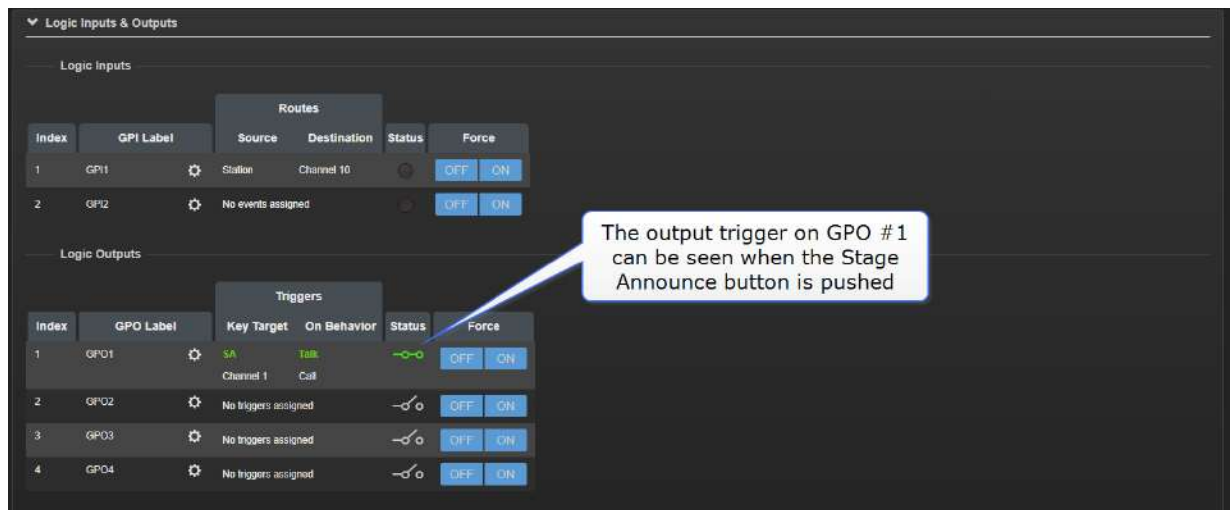 Logic Inputs & Outputs
Logic Inputs
Routes
Index GPI Label Source Destination Status Force
1 GPI1 Station Channel 10 OFF ON
2 GPI2 No events assigned OFF ON
The output trigger on GPO #1
can be seen when the Stage
Announce button is pushed
Logic Outputs
Triggers
Index GPO Label Key Target On Behavior Status Force
1 GPO1 SA Talk OFF ON
Channel 1 Call
2 GPO2 No triggers assigned OFF ON
3 GPO3 No triggers assigned OFF ON
4 GPO4 No triggers assigned OFF ON